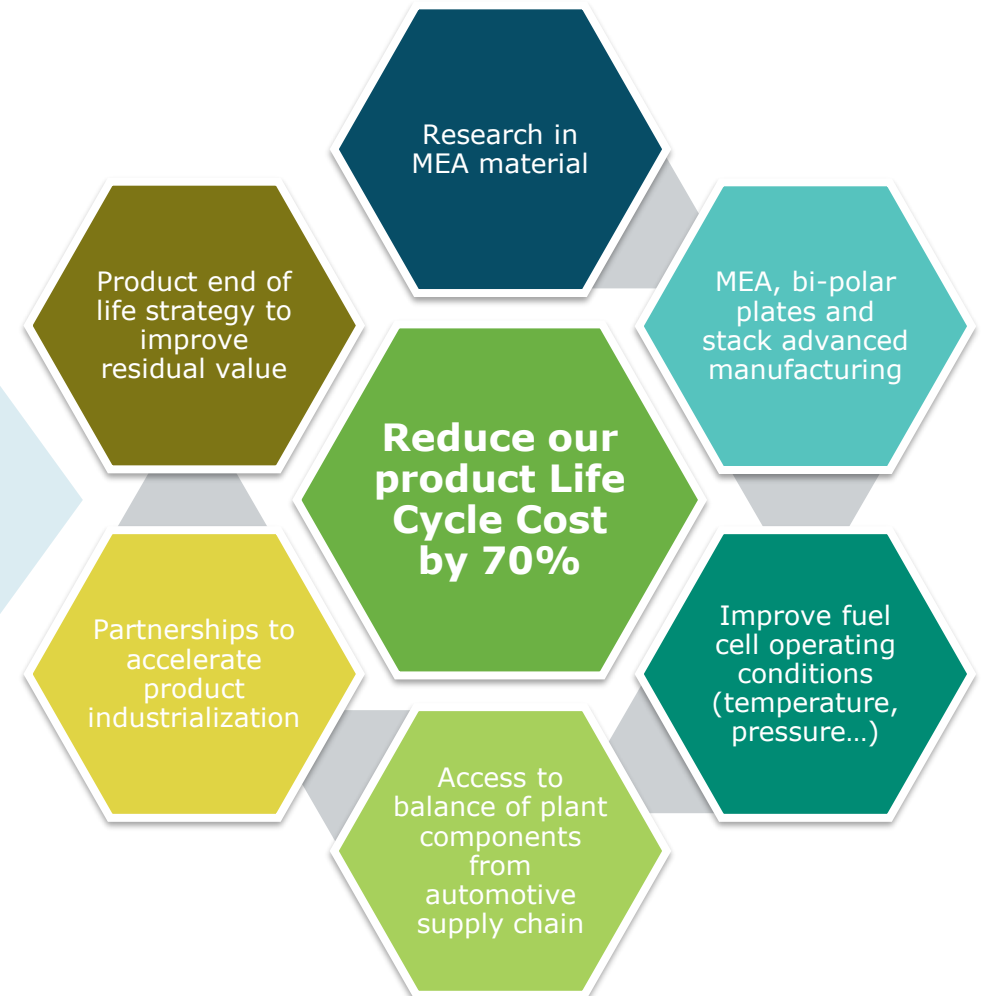 Research in
MEA material
MEA, bi-polar
plates and
stack advanced
manufacturing
Improve fuel
cell operating
conditions
(temperature,
pressure…)
Access to
balance of plant
components
from
automotive
supply chain
Partnerships to
accelerate
product
industrialization
Product end of
life strategy to
improve
residual value
Reduce our
product Life
Cycle Cost
by 70%